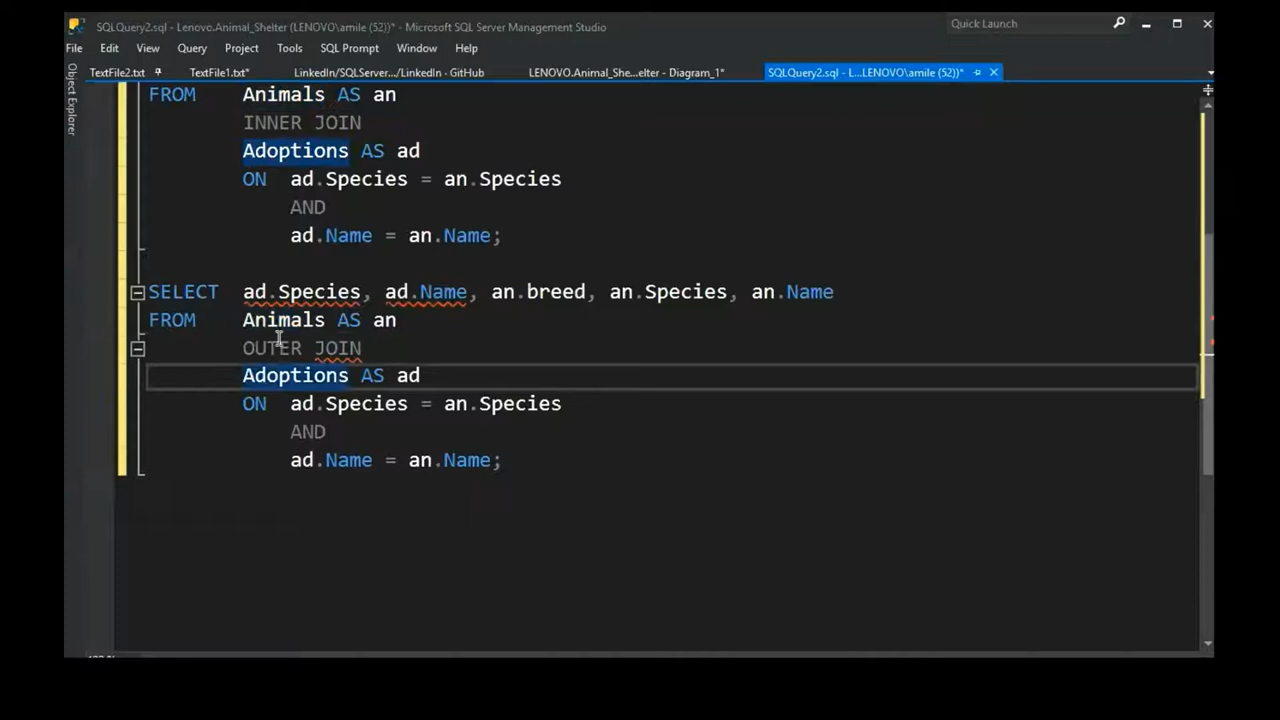 SQLQuery2.sql - Lenovo.Animal_Shelter (LENOVO\amile (52))* - Microsoft SQL Server Management Studio
Quick Launch
File Edit View Query Project Tools SQL Prompt Window Help
TextFile2.txt TextFile1.txt* LinkedIn/SQLServer.../LinkedIn - GitHub LENOVO.Animal_She...elter - Diagram_1* SQLQuery2.sql - L...LENOVO\amile (52))*
Object Explorer
FROM Animals AS an
INNER JOIN
Adoptions AS ad
ON ad.Species = an.Species
AND
ad.Name = an.Name;
SELECT ad.Species, ad.Name, an.breed, an.Species, an.Name
FROM Animals AS an
OUTER JOIN
Adoptions AS ad
ON ad.Species = an.Species
AND
ad.Name = an.Name;